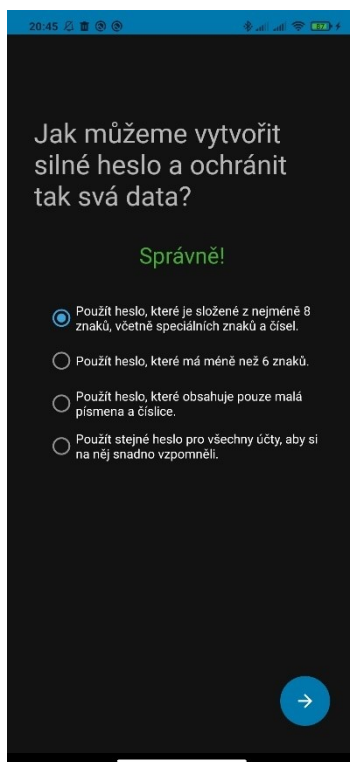 20:45
87
Jak můžeme vytvořit
silné heslo a ochránit
tak svá data?
Správně!
Použít heslo, které je složené z nejméně 8
znaků, včetně speciálních znaků a čísel.
Použít heslo, které má méně než 6 znaků.
Použít heslo, které obsahuje pouze malá
písmena a číslice.
Použít stejné heslo pro všechny účty, aby si
na něj snadno vzpomněli.